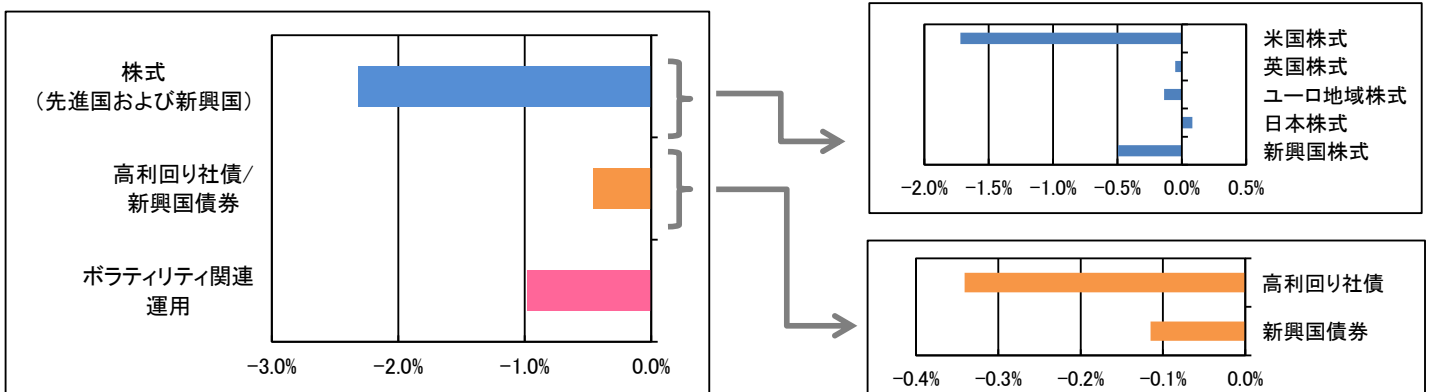 株式
(先進国および新興国)
高利回り社債/
新興国債券
ボラティリティ関連
運用
-3.0% -2.0% -1.0% 0.0%
米国株式
英国株式
ユーロ地域株式
日本株式
新興国株式
-2.0% -1.5% -1.0% -0.5% 0.0% 0.5%
高利回り社債
新興国債券
-0.4% -0.3% -0.2% -0.1% 0.0%